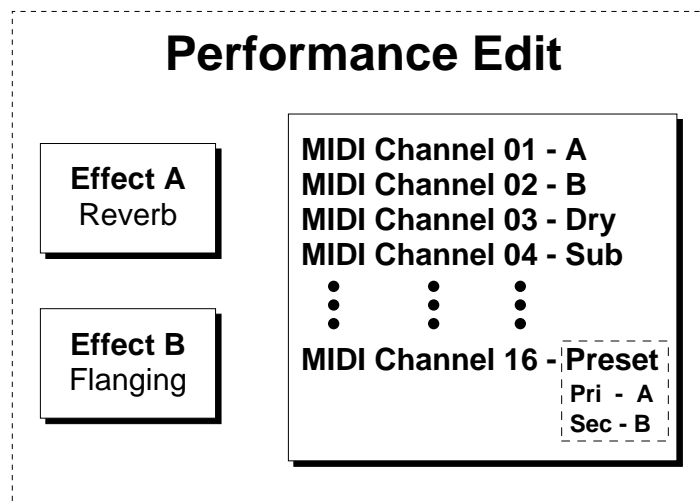 Performance Edit
Effect A
Reverb
Effect B
Flanging
MIDI Channel 01 - A
MIDI Channel 02 - B
MIDI Channel 03 - Dry
MIDI Channel 04 - Sub
MIDI Channel 16 - Preset
Pri - A
Sec - B